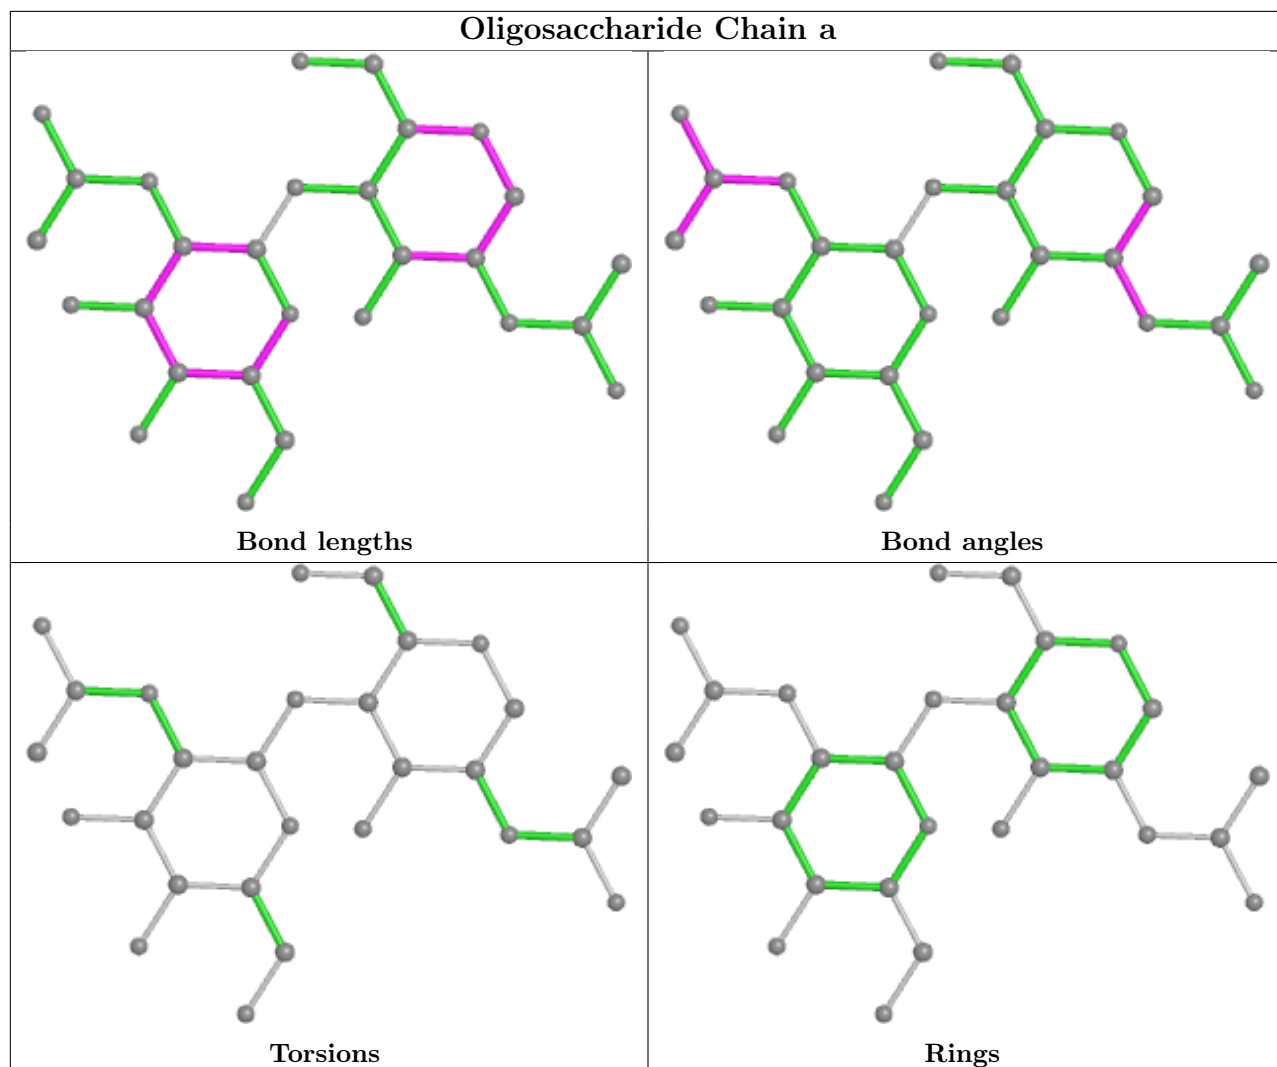 Oligosaccharide Chain a
Bond lengths
Bond angles
Torsions
Rings